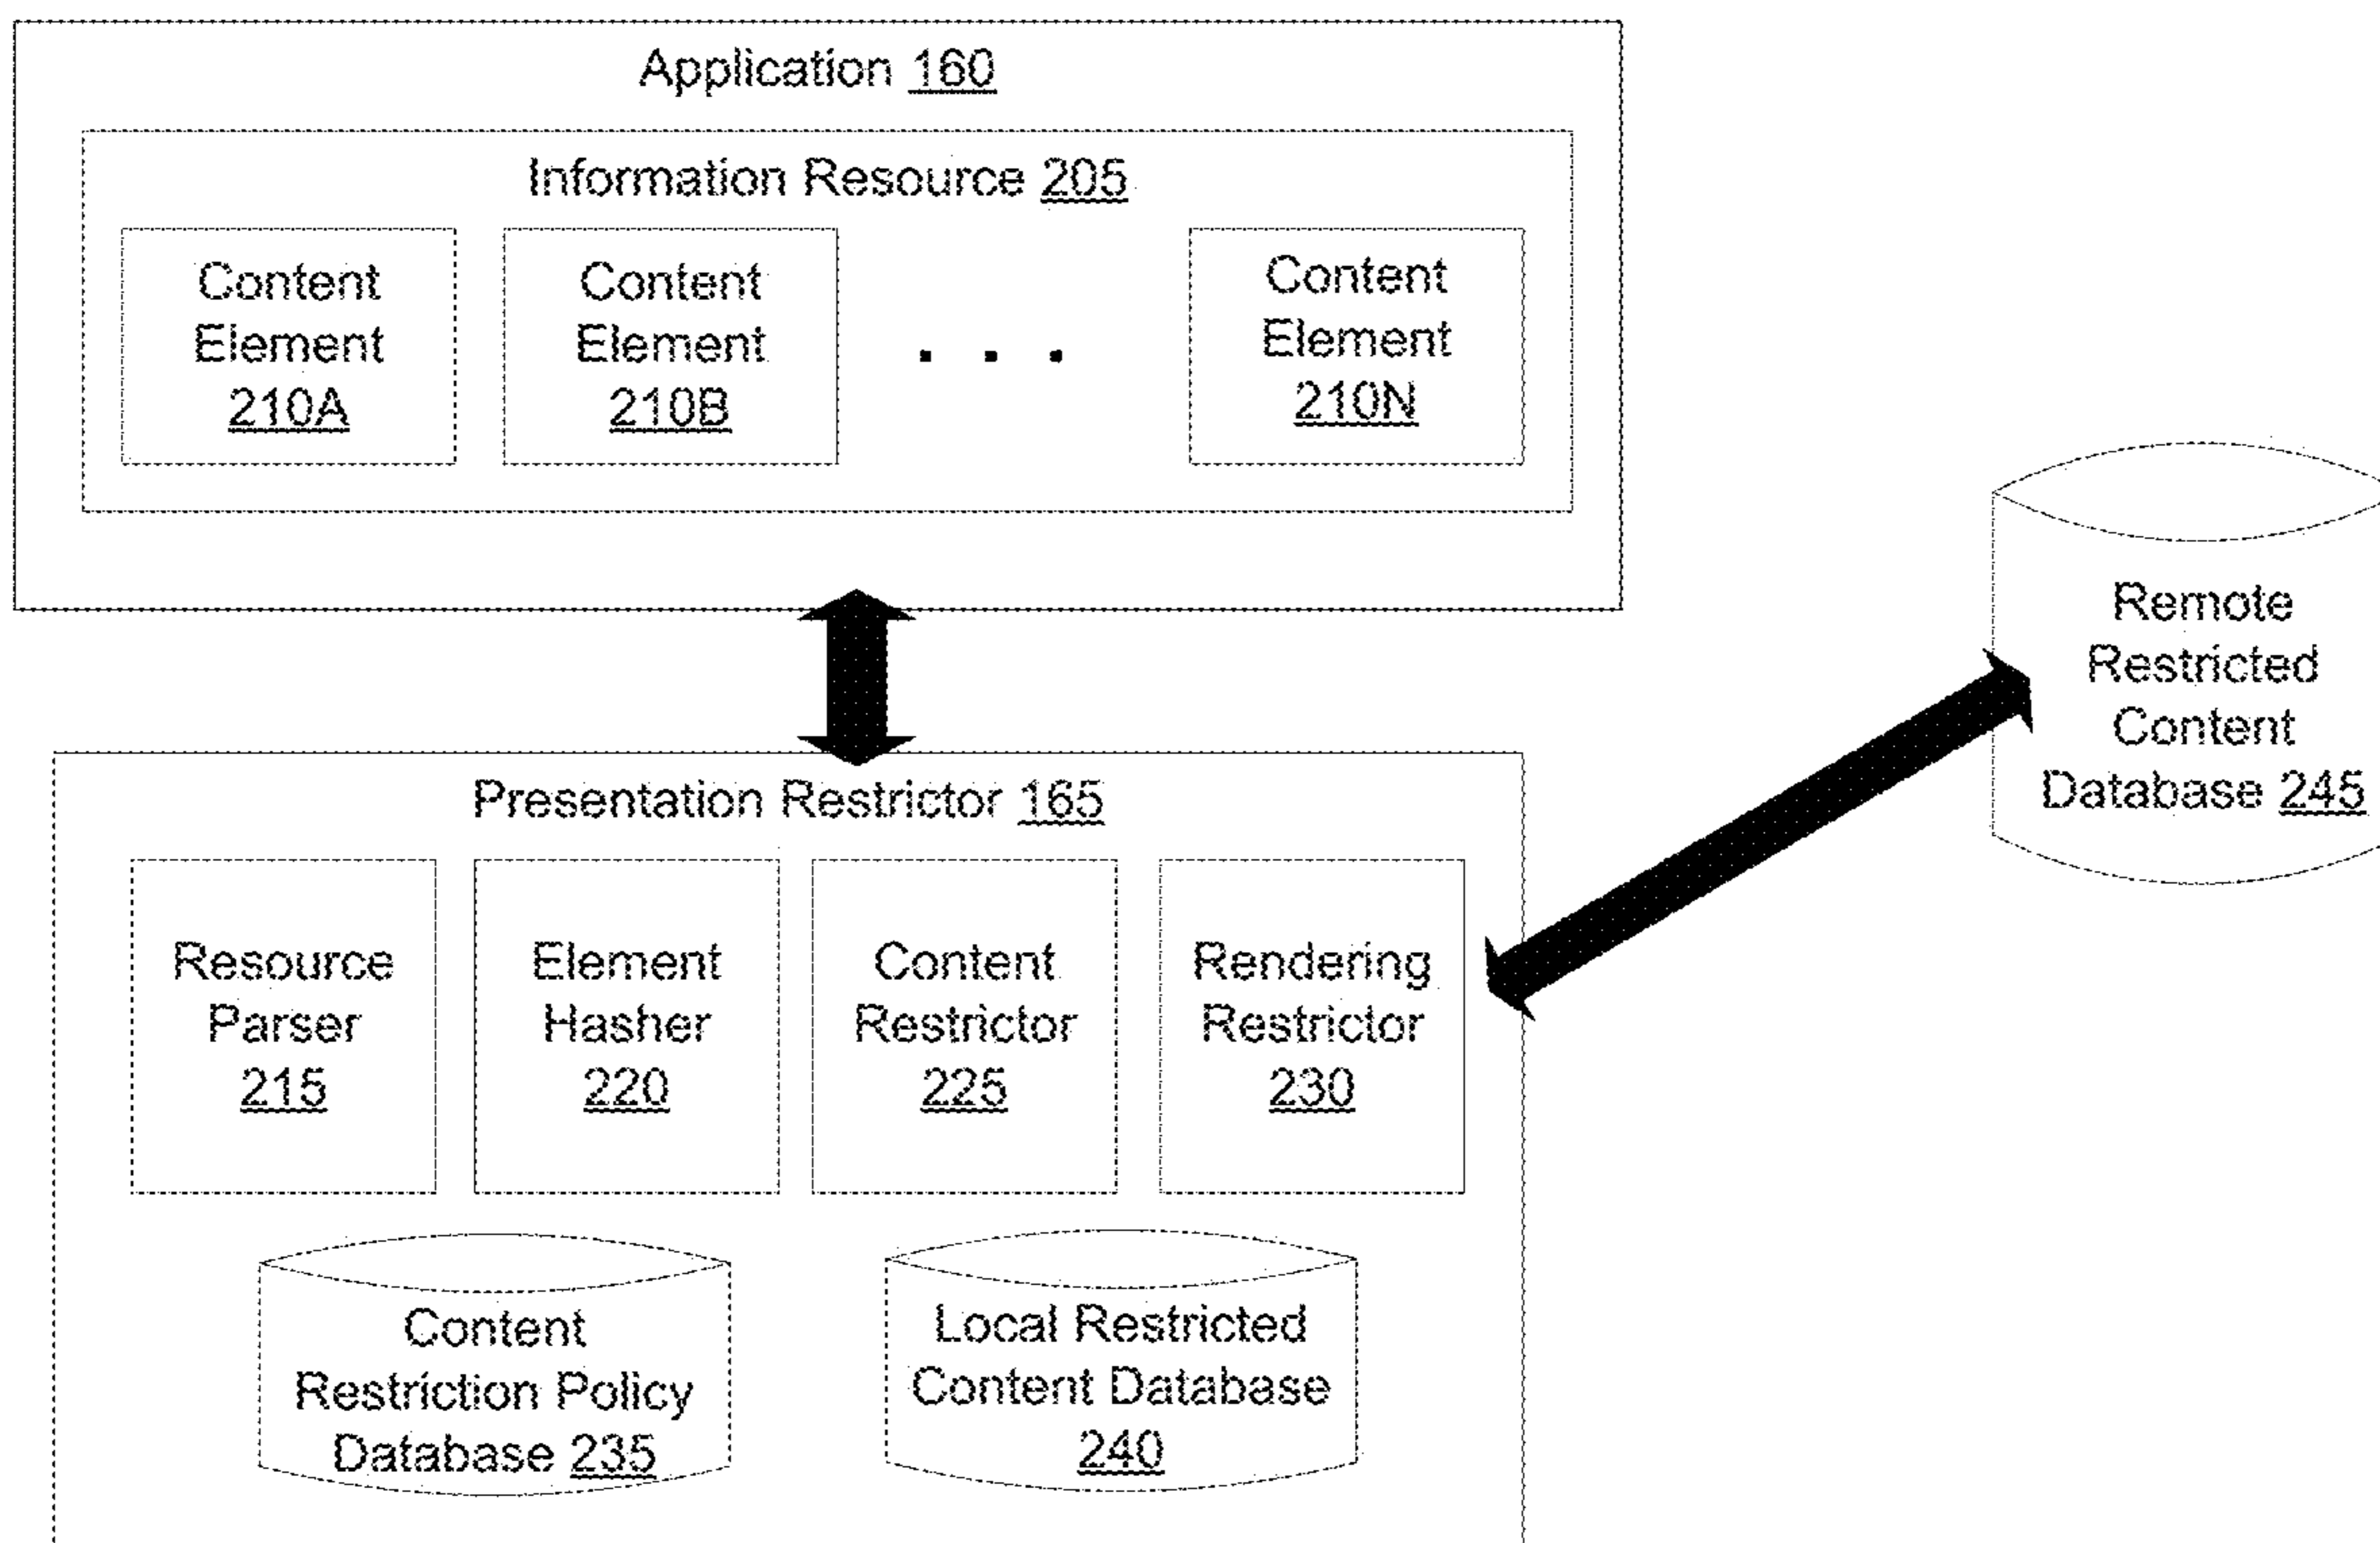 Application 160
Information Resource 205
Content
Element
210A
Content
Element
210B
. . .
Content
Element
210N
Remote
Restricted
Content
Database 245
Presentation Restrictor 165
Resource
Parser
215
Element
Hasher
220
Content
Restrictor
225
Rendering
Restrictor
230
Content
Restriction Policy
Database 235
Local Restricted
Content Database
240